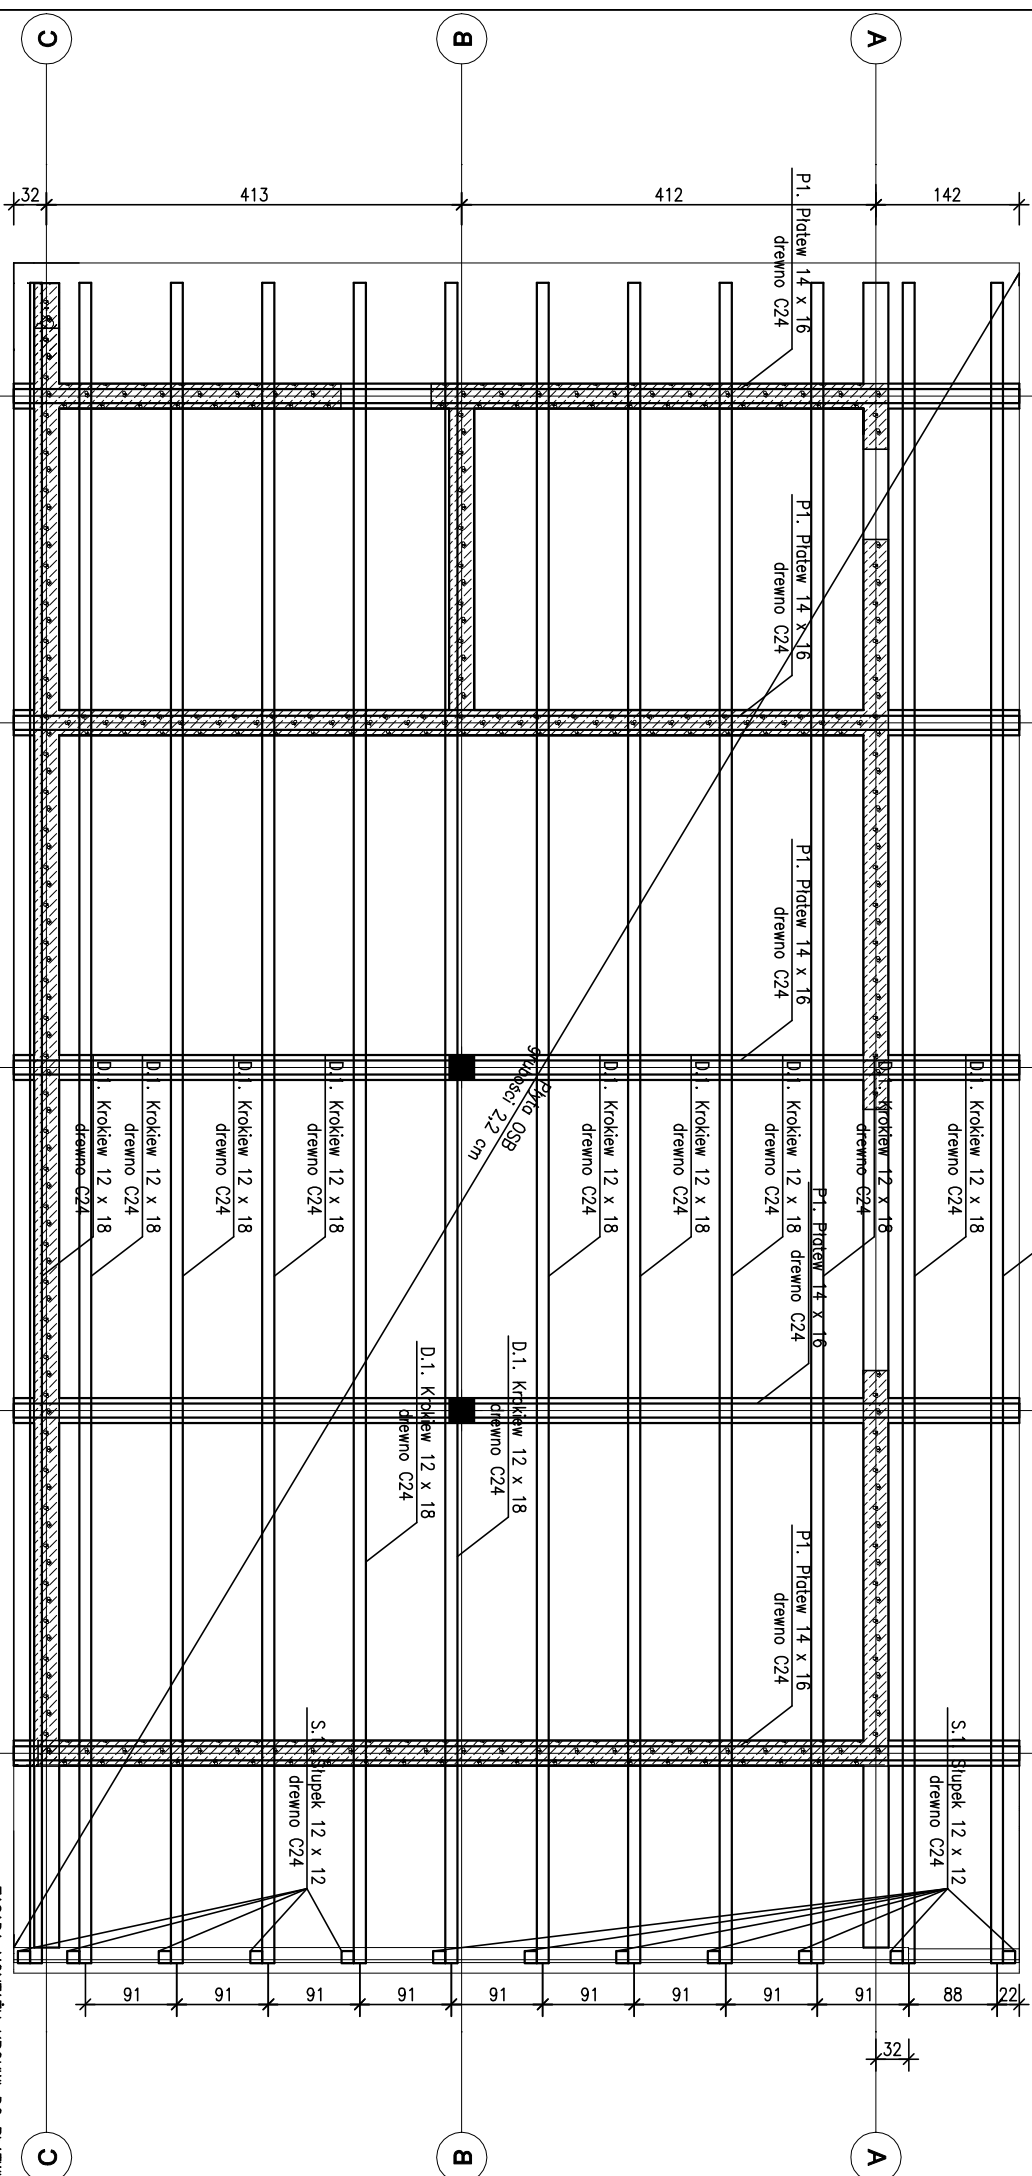 C
B
A
32
413
412
142
P1. Płatew 14 x 16
drewno C24
P1. Płatew 14 x 16
drewno C24
P1. Płatew 14 x 16
drewno C24
P1. Płatew 14 x 16
drewno C24
P1. Płatew 14 x 16
drewno C24
Płyta OSB
grubości 2,2 cm
D.1. Krokiew 12 x 18
drewno C24
D.1. Krokiew 12 x 18
drewno C24
D.1. Krokiew 12 x 18
drewno C24
D.1. Krokiew 12 x 18
drewno C24
D.1. Krokiew 12 x 18
drewno C24
D.1. Krokiew 12 x 18
drewno C24
D.1. Krokiew 12 x 18
drewno C24
D.1. Krokiew 12 x 18
drewno C24
D.1. Krokiew 12 x 18
drewno C24
D.1. Krokiew 12 x 18
drewno C24
D.1. Krokiew 12 x 18
drewno C24
S.1. Słupek 12 x 12
drewno C24
S.1. Słupek 12 x 12
drewno C24
91
91
91
91
91
91
91
91
91
88
22
32
C
B
A